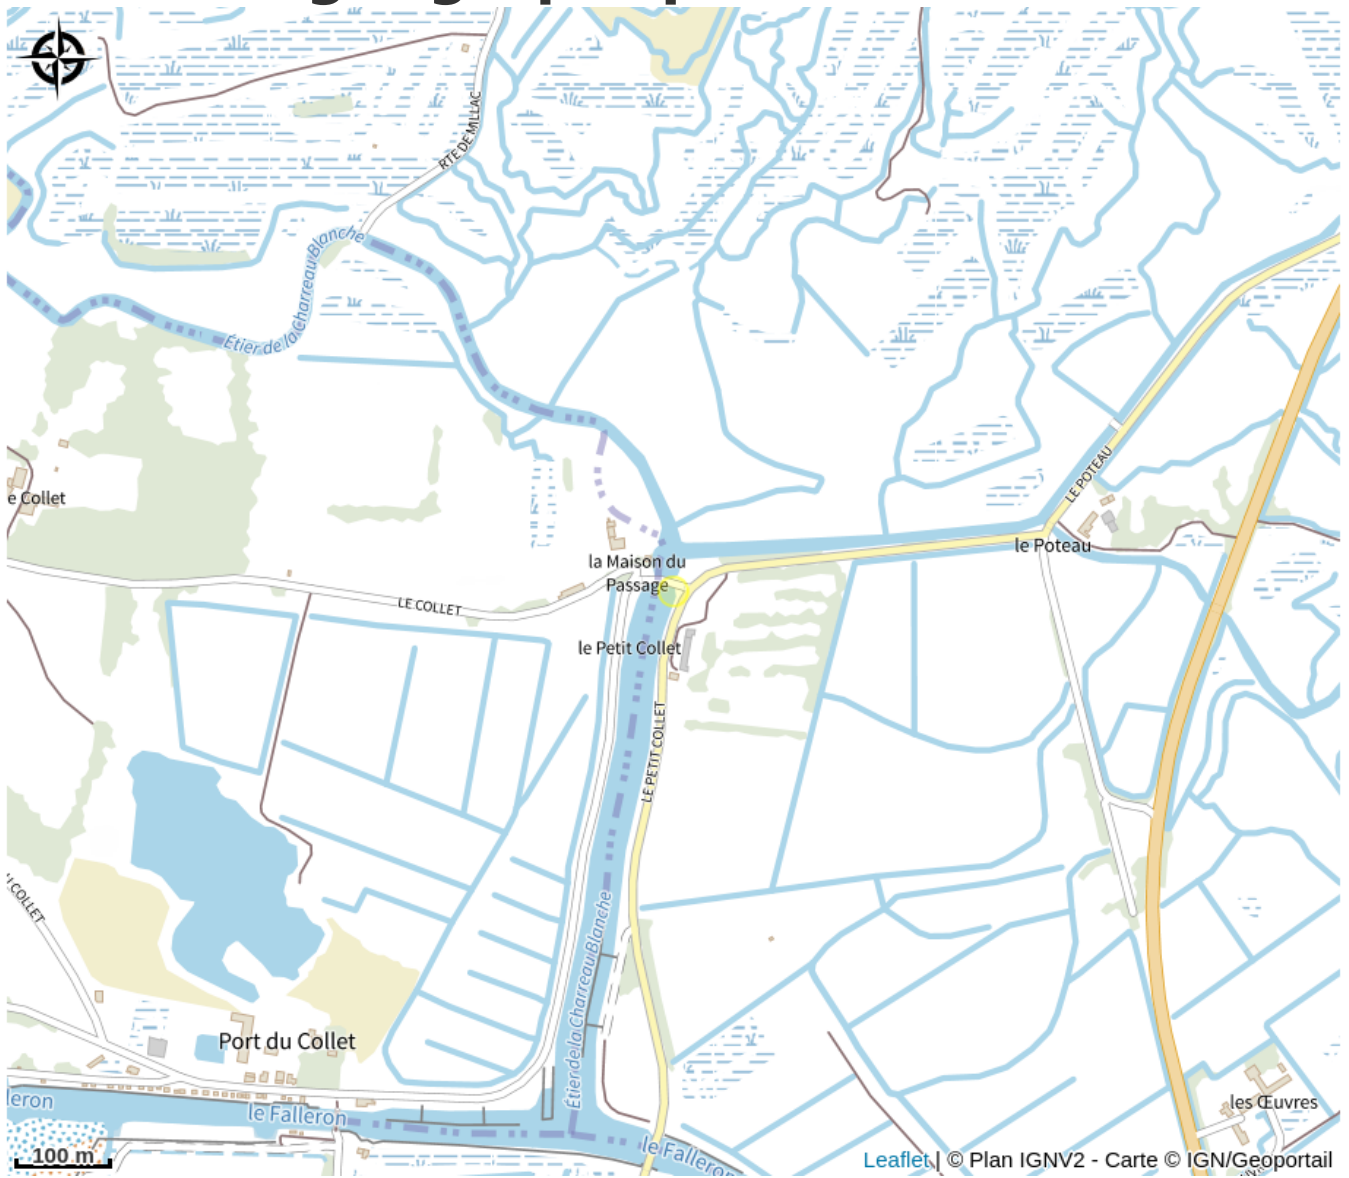 RTE DE MILLAC
Étier de la Charreau Blanche
LE POTEAU
e Collet
le Poteau
la Maison du
Passage
LE COLLET
le Petit Collet
LE PETIT COLLET
U COLLET
Étier de la Charreau Blanche
Port du Collet
les Œuvres
leron
le Falleron
le Falleron
100 m
Leaflet | © Plan IGNV2 - Carte © IGN/Geoportail